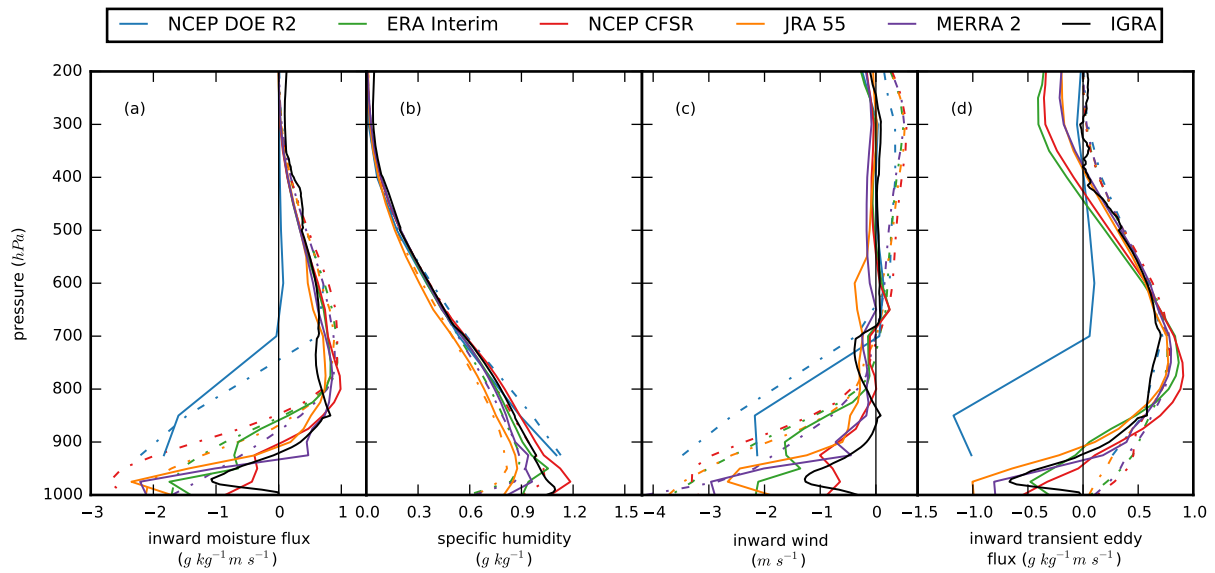 NCEP DOE R2 ERA Interim NCEP CFSR JRA 55 MERRA 2 IGRA
(a) (b) (c) (d)
200
300
400
500
600
700
800
900
1000
pressure (hPa)
−3 −2 −1 0 1 0.0 0.3 0.6 0.9 1.2 1.5 −4 −3 −2 −1 0 −1.0 −0.5 0.0 0.5 1.0
inward moisture flux specific humidity inward wind inward transient eddy
(g kg⁻¹ m s⁻¹) (g kg⁻¹) (m s⁻¹) flux (g kg⁻¹ m s⁻¹)